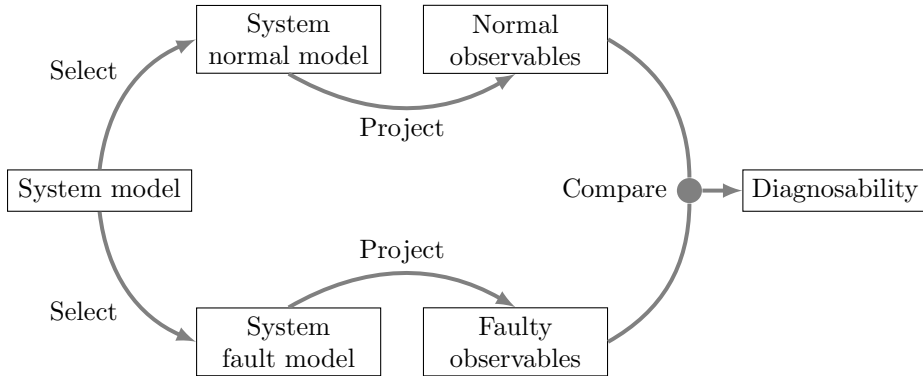 System
normal model
Normal
observables
Select
Project
System model
Compare
Diagnosability
Project
Select
System
fault model
Faulty
observables